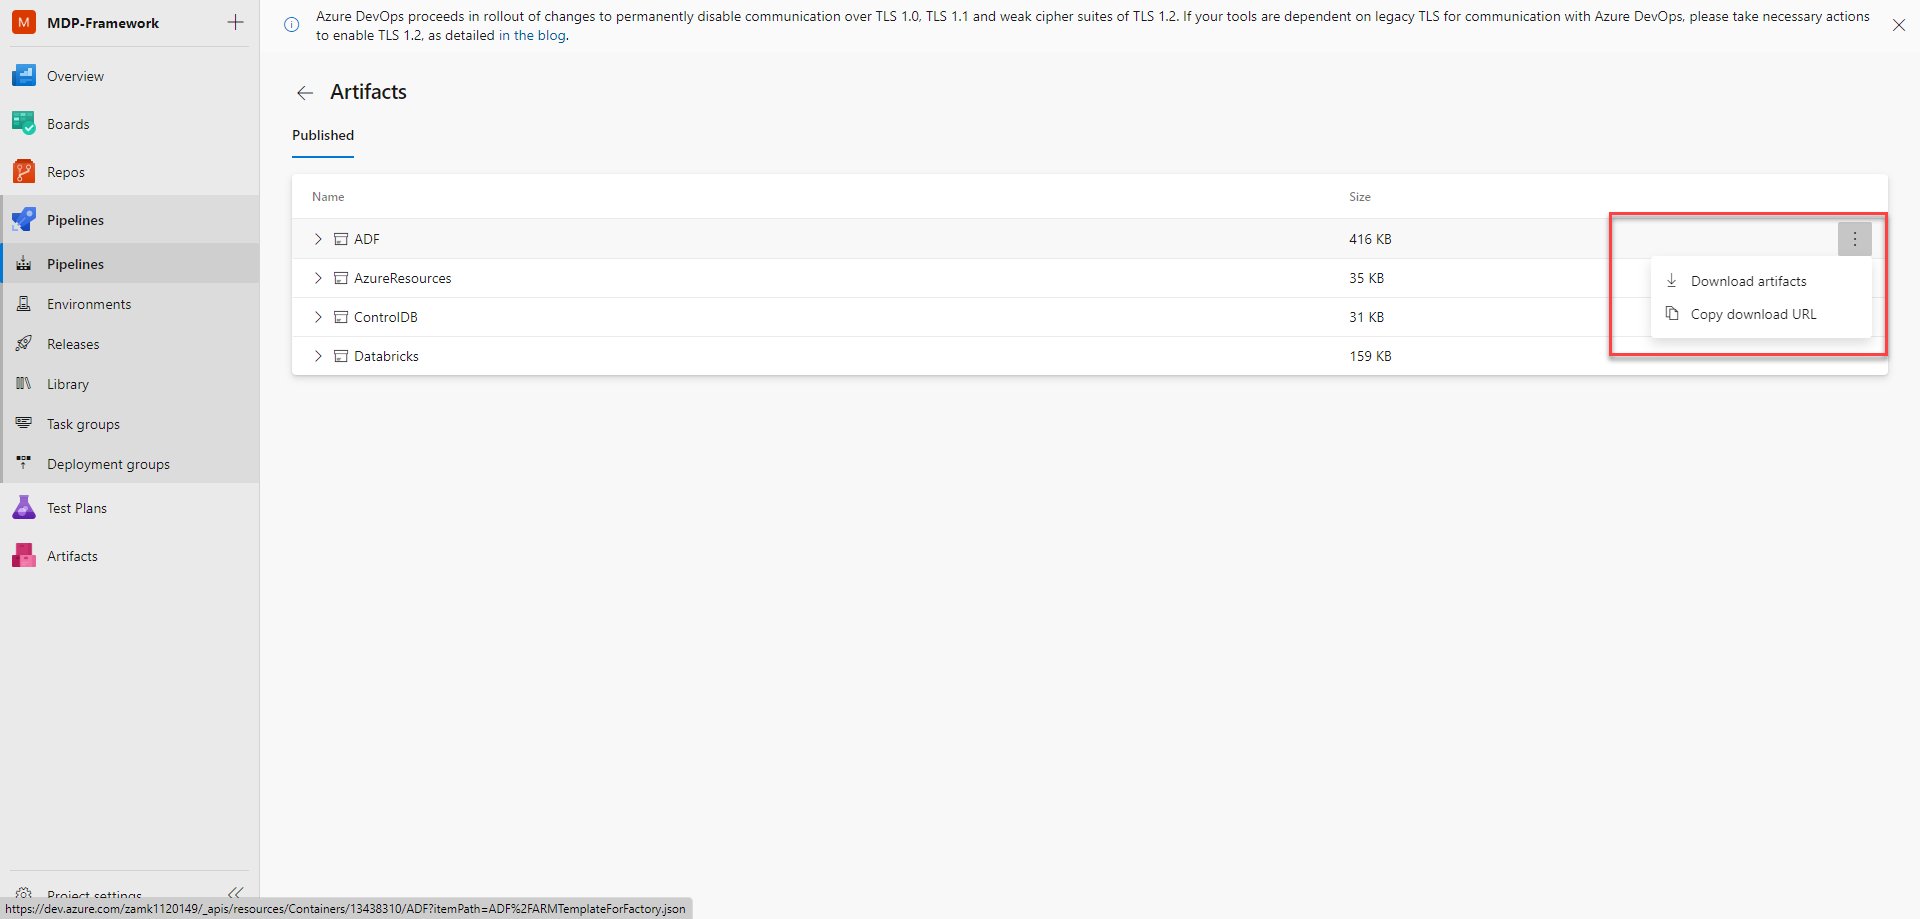 M MDP-Framework
Overview
Boards
Repos
Pipelines
Pipelines
Environments
Releases
Library
Task groups
Deployment groups
Test Plans
Artifacts
Project settings
https://dev.azure.com/zamk1120149/_apis/resources/Containers/13438310/ADF?itemPath=ADF%2FARMTemplateForFactory.json
Azure DevOps proceeds in rollout of changes to permanently disable communication over TLS 1.0, TLS 1.1 and weak cipher suites of TLS 1.2. If your tools are dependent on legacy TLS for communication with Azure DevOps, please take necessary actions
to enable TLS 1.2, as detailed in the blog.
Artifacts
Published
Name Size
ADF 416 KB
AzureResources 35 KB
ControlDB 31 KB
Databricks 159 KB
Download artifacts
Copy download URL